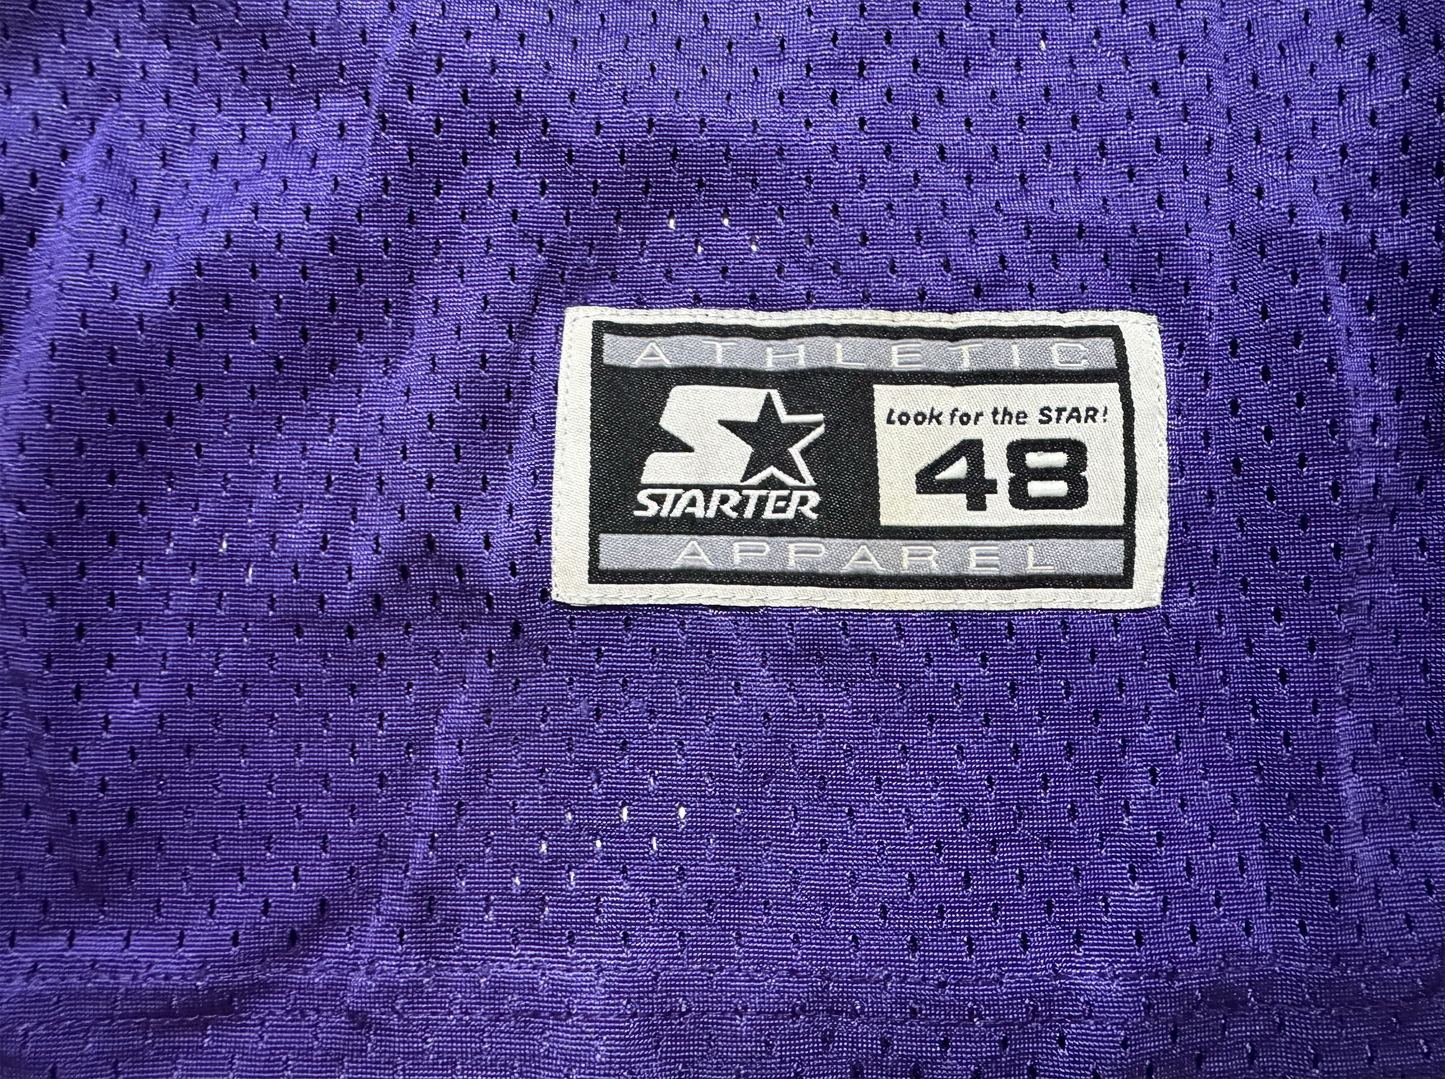 ATHLETIC
STARTER
Look for the STAR!
48
APPAREL